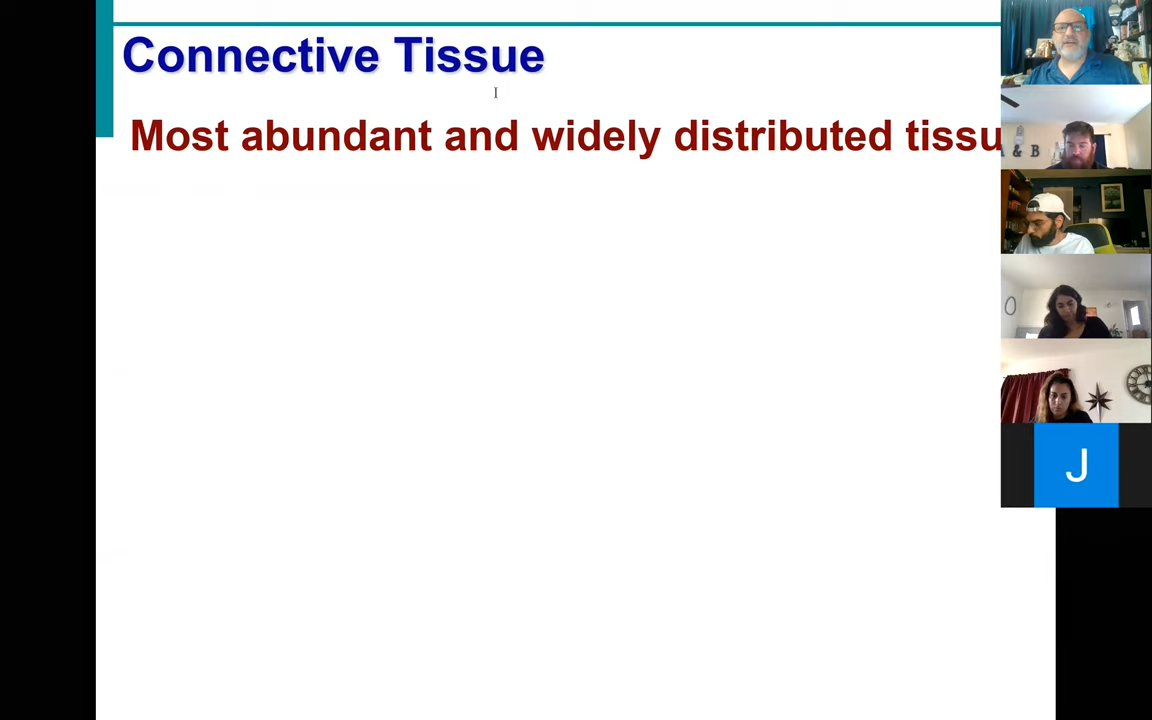 Connective Tissue
Most abundant and widely distributed tissu
& B
J